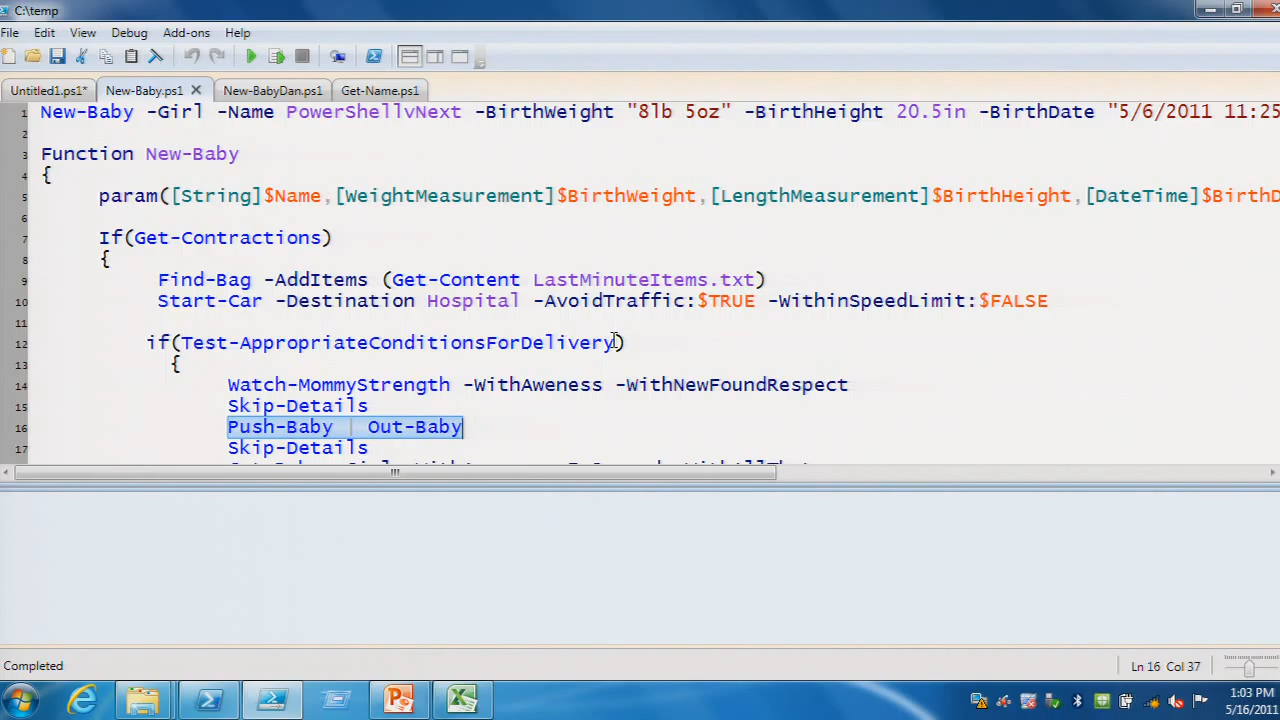 C:\temp
File Edit View Debug Add-ons Help
Untitled1.ps1* New-Baby.ps1 New-BabyDan.ps1 Get-Name.ps1
1 New-Baby -Girl -Name PowerShellvNext -BirthWeight "8lb 5oz" -BirthHeight 20.5in -BirthDate "5/6/2011 11:25
2
3 Function New-Baby
4 {
5 param([String]$Name,[WeightMeasurement]$BirthWeight,[LengthMeasurement]$BirthHeight,[DateTime]$BirthD
6
7 If(Get-Contractions)
8 {
9 Find-Bag -AddItems (Get-Content LastMinuteItems.txt)
10 Start-Car -Destination Hospital -AvoidTraffic:$TRUE -WithinSpeedLimit:$FALSE
11
12 if(Test-AppropriateConditionsForDelivery)
13 {
14 Watch-MommyStrength -WithAweness -WithNewFoundRespect
15 Skip-Details
16 Push-Baby | Out-Baby
17 Skip-Details
Completed Ln 16 Col 37
1:03 PM
5/16/2011